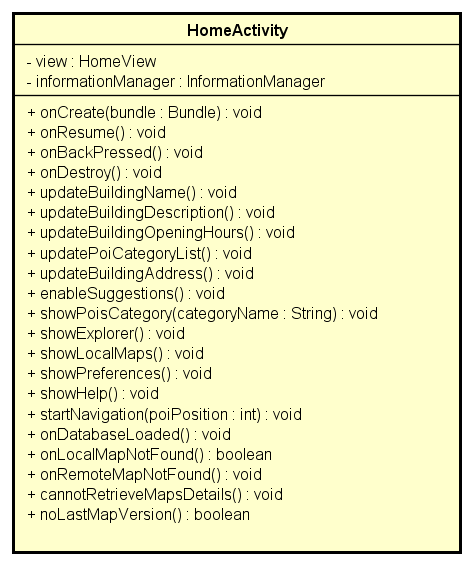 HomeActivity
- view : HomeView
- informationManager : InformationManager
+ onCreate(bundle : Bundle) : void
+ onResume() : void
+ onBackPressed() : void
+ onDestroy() : void
+ updateBuildingName() : void
+ updateBuildingDescription() : void
+ updateBuildingOpeningHours() : void
+ updatePoiCategoryList() : void
+ updateBuildingAddress() : void
+ enableSuggestions() : void
+ showPoisCategory(categoryName : String) : void
+ showExplorer() : void
+ showLocalMaps() : void
+ showPreferences() : void
+ showHelp() : void
+ startNavigation(poiPosition : int) : void
+ onDatabaseLoaded() : void
+ onLocalMapNotFound() : boolean
+ onRemoteMapNotFound() : void
+ cannotRetrieveMapsDetails() : void
+ noLastMapVersion() : boolean